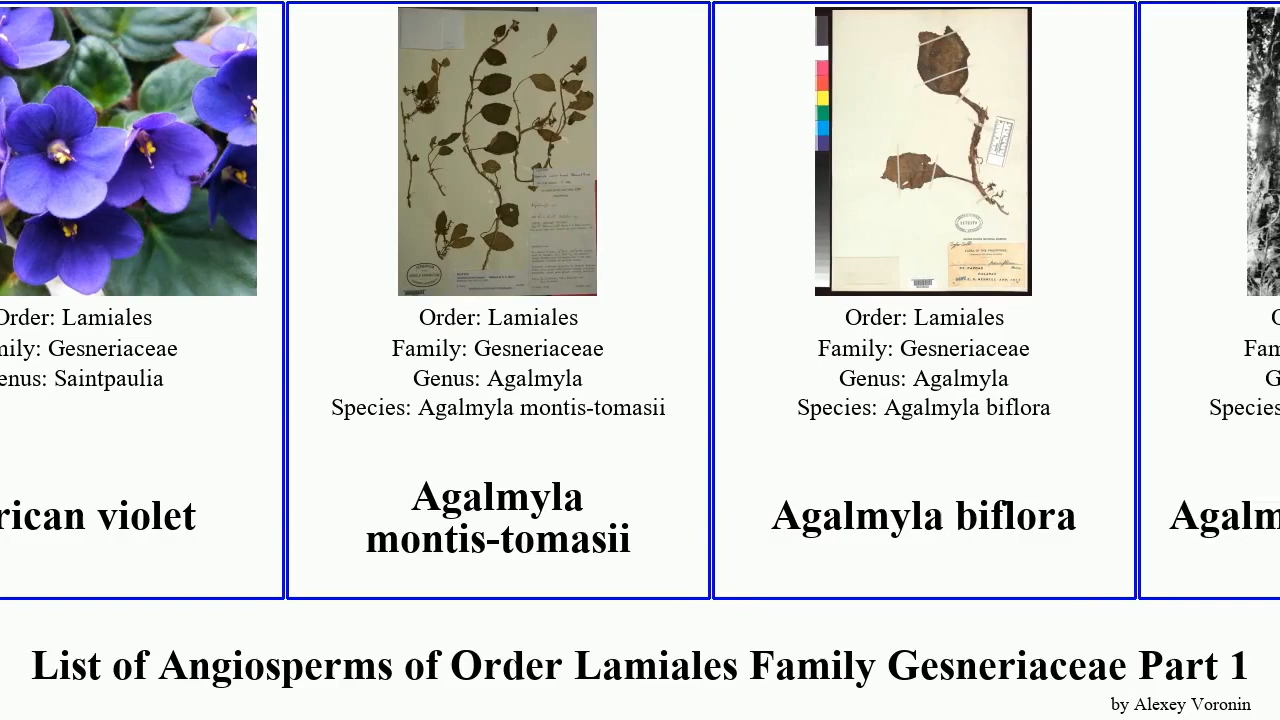 Order: Lamiales
mily: Gesneriaceae
enus: Saintpaulia
rican violet
Order: Lamiales
Family: Gesneriaceae
Genus: Agalmyla
Species: Agalmyla montis-tomasii
Agalmyla
montis-tomasii
Order: Lamiales
Family: Gesneriaceae
Genus: Agalmyla
Species: Agalmyla biflora
Agalmyla biflora
Fam
G
Species
Agalm
List of Angiosperms of Order Lamiales Family Gesneriaceae Part 1
by Alexey Voronin